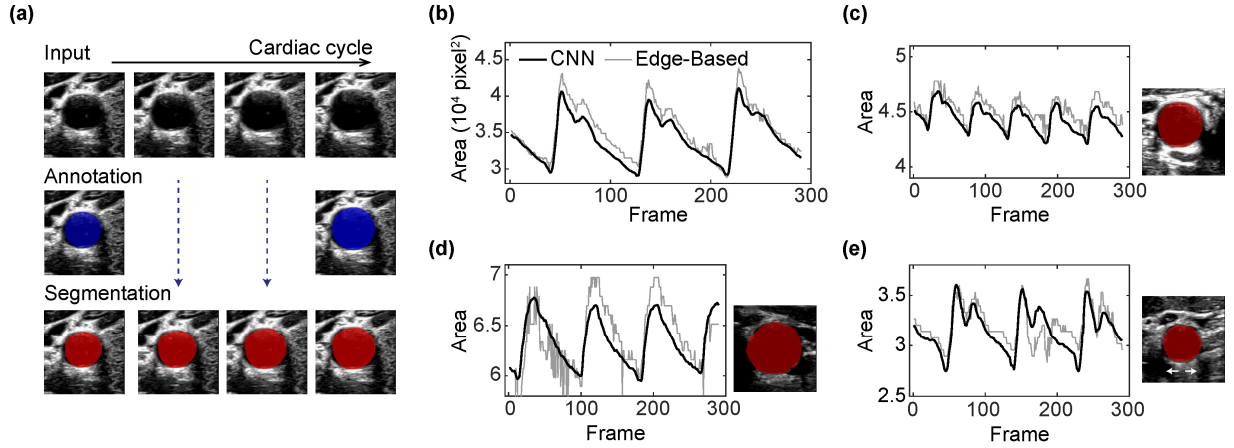 (a)
Input
Cardiac cycle
Annotation
Segmentation
(b)
Area (10⁴ pixel²)
4.5
4
3.5
3
CNN
Edge-Based
0
100
200
300
Frame
(c)
Area
5
4.5
4
0
100
200
300
Frame
(d)
Area
7
6.5
6
0
100
200
300
Frame
(e)
Area
3.5
3
2.5
0
100
200
300
Frame